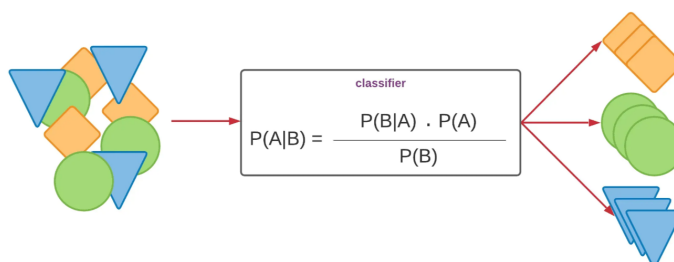 classifier
P(A|B) = P(B|A) . P(A)
P(B)